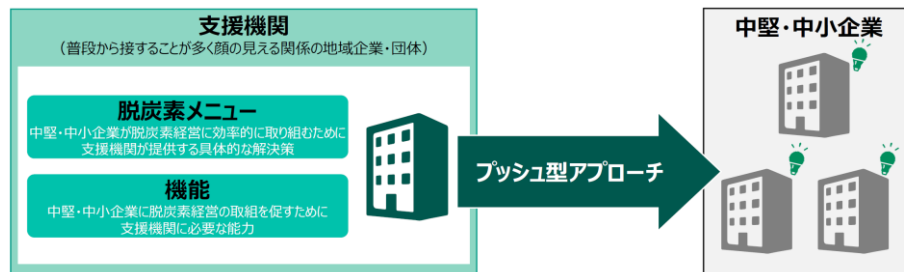 支援機関
（普段から接することが多く顔の見える関係の地域企業・団体）
脱炭素メニュー
中堅・中小企業が脱炭素経営に効率的に取り組むために
支援機関が提供する具体的な解決策
機能
中堅・中小企業に脱炭素経営の取組を促すために
支援機関に必要な能力
プッシュ型アプローチ
中堅・中小企業